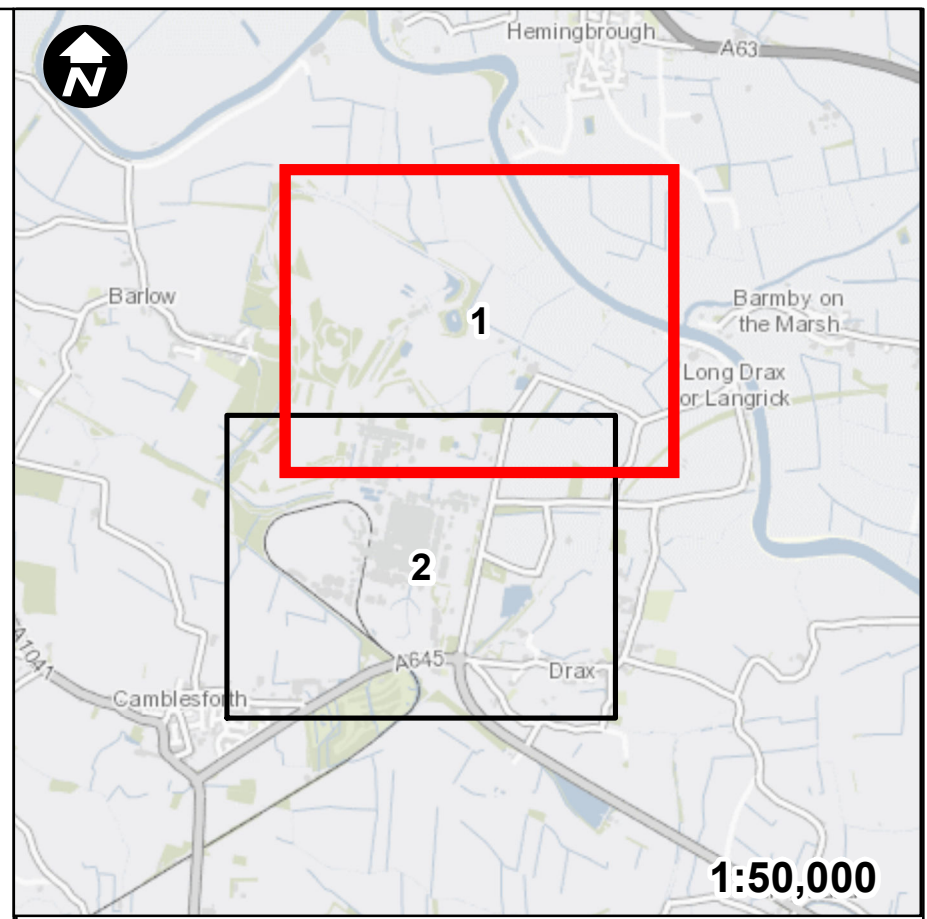 Hemingbrough
A63
N
Barlow
1
Barmby on
the Marsh
Long Drax
or Langrick
2
A645
Drax
A1041
Camblesforth
1:50,000